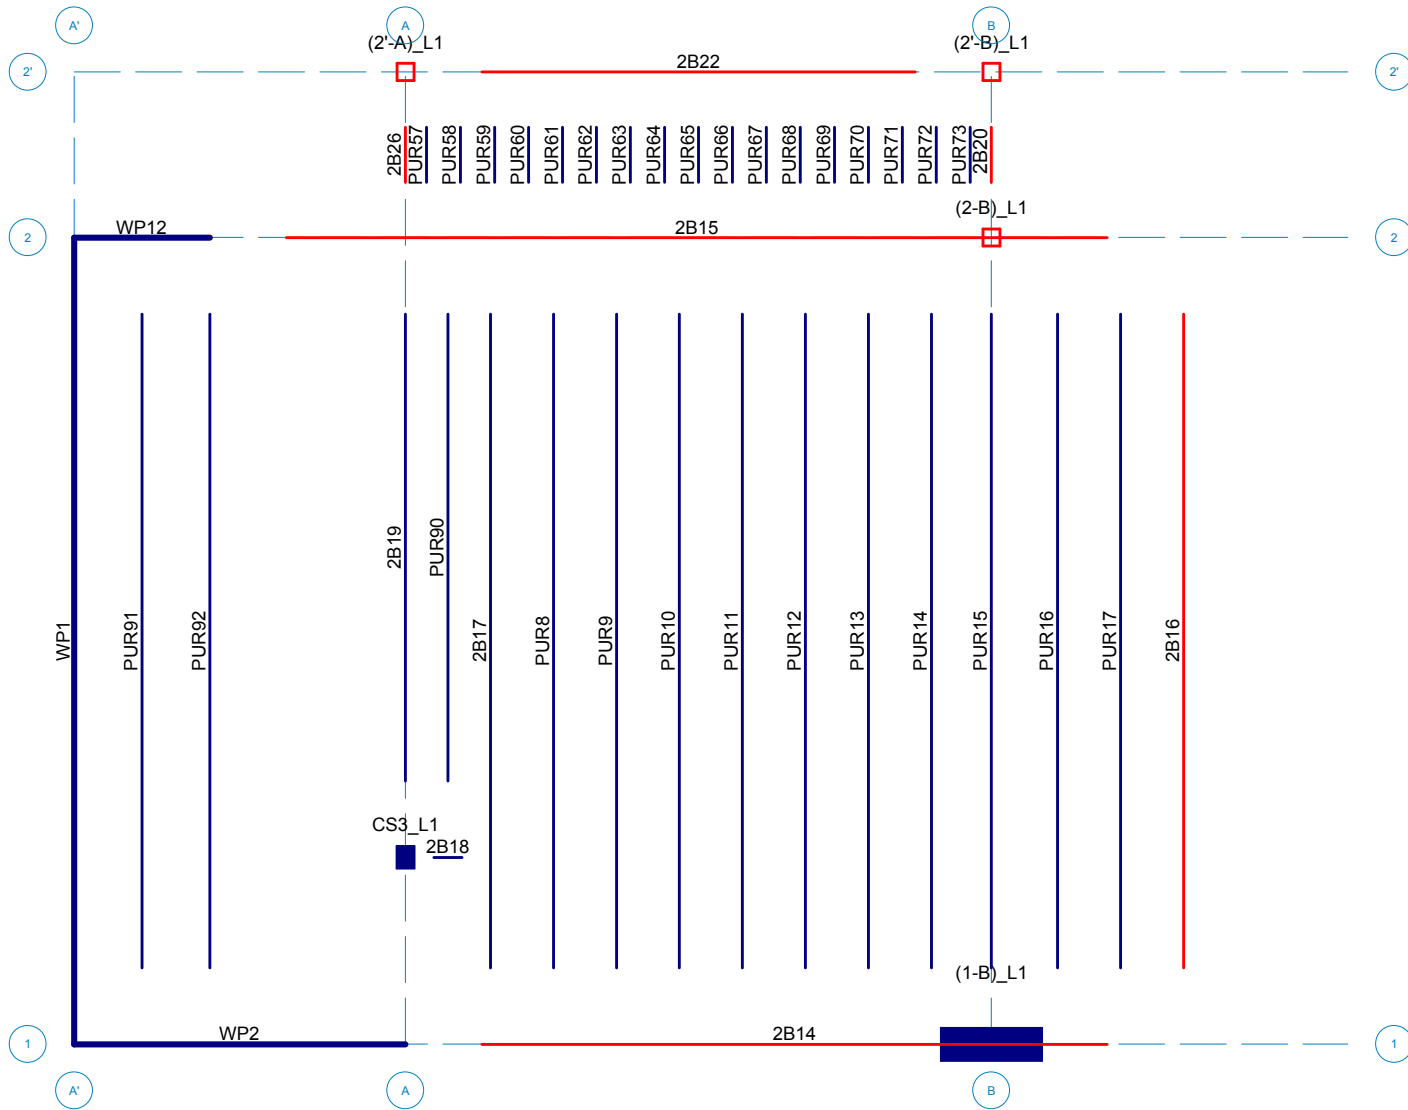 A'
A
B
(2'-A)_L1
(2'-B)_L1
2'
2B22
2'
2B26
PUR57
PUR58
PUR59
PUR60
PUR61
PUR62
PUR63
PUR64
PUR65
PUR66
PUR67
PUR68
PUR69
PUR70
PUR71
PUR72
PUR73
2B20
(2-B)_L1
2
WP12
2B15
2
WP1
PUR91
PUR92
2B19
PUR90
2B17
PUR8
PUR9
PUR10
PUR11
PUR12
PUR13
PUR14
PUR15
PUR16
PUR17
2B16
CS3_L1
2B18
(1-B)_L1
1
WP2
2B14
1
A'
A
B